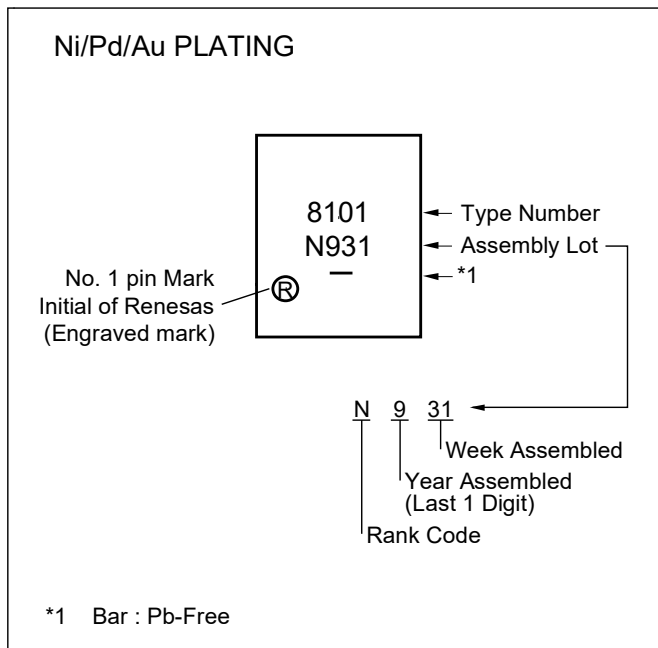 Ni/Pd/Au PLATING
8101
Type Number
N931
Assembly Lot
*1
No. 1 pin Mark
Initial of Renesas
(Engraved mark)
R
N 9 31
Week Assembled
Year Assembled
(Last 1 Digit)
Rank Code
*1 Bar : Pb-Free